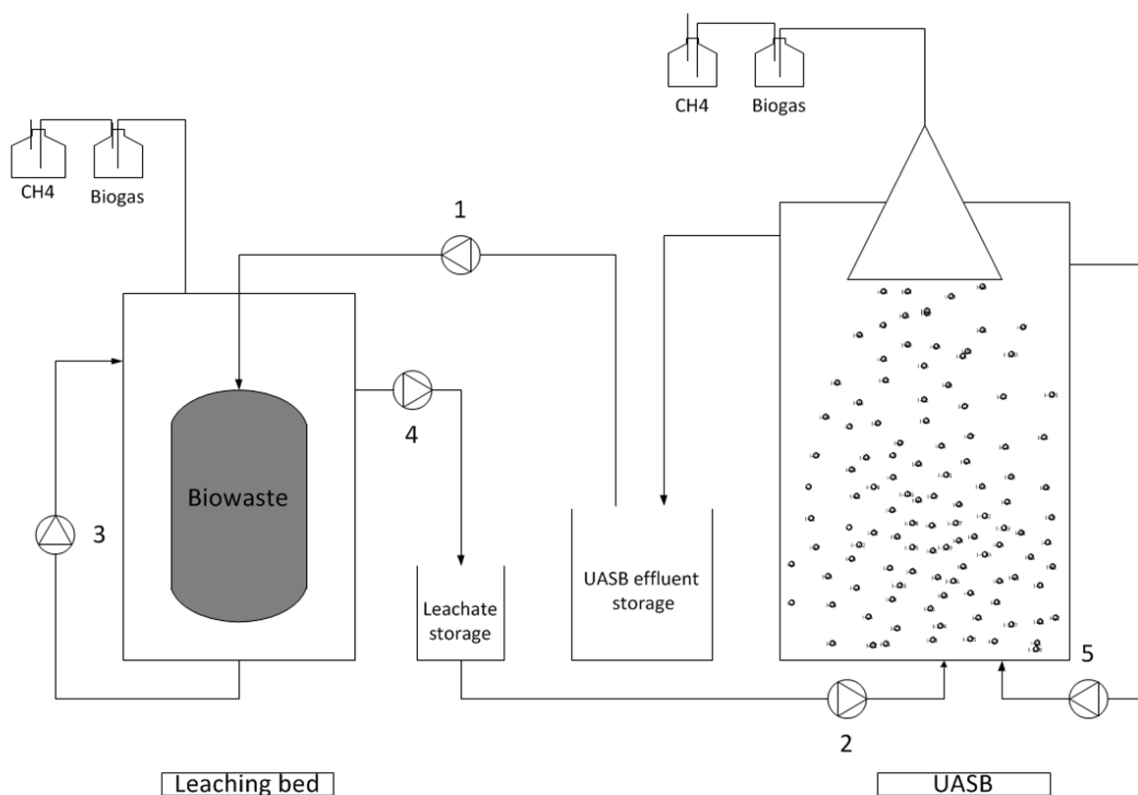 CH4
Biogas
1
CH4
Biogas
4
3
Biowaste
Leachate
storage
UASB effluent
storage
5
2
Leaching bed
UASB